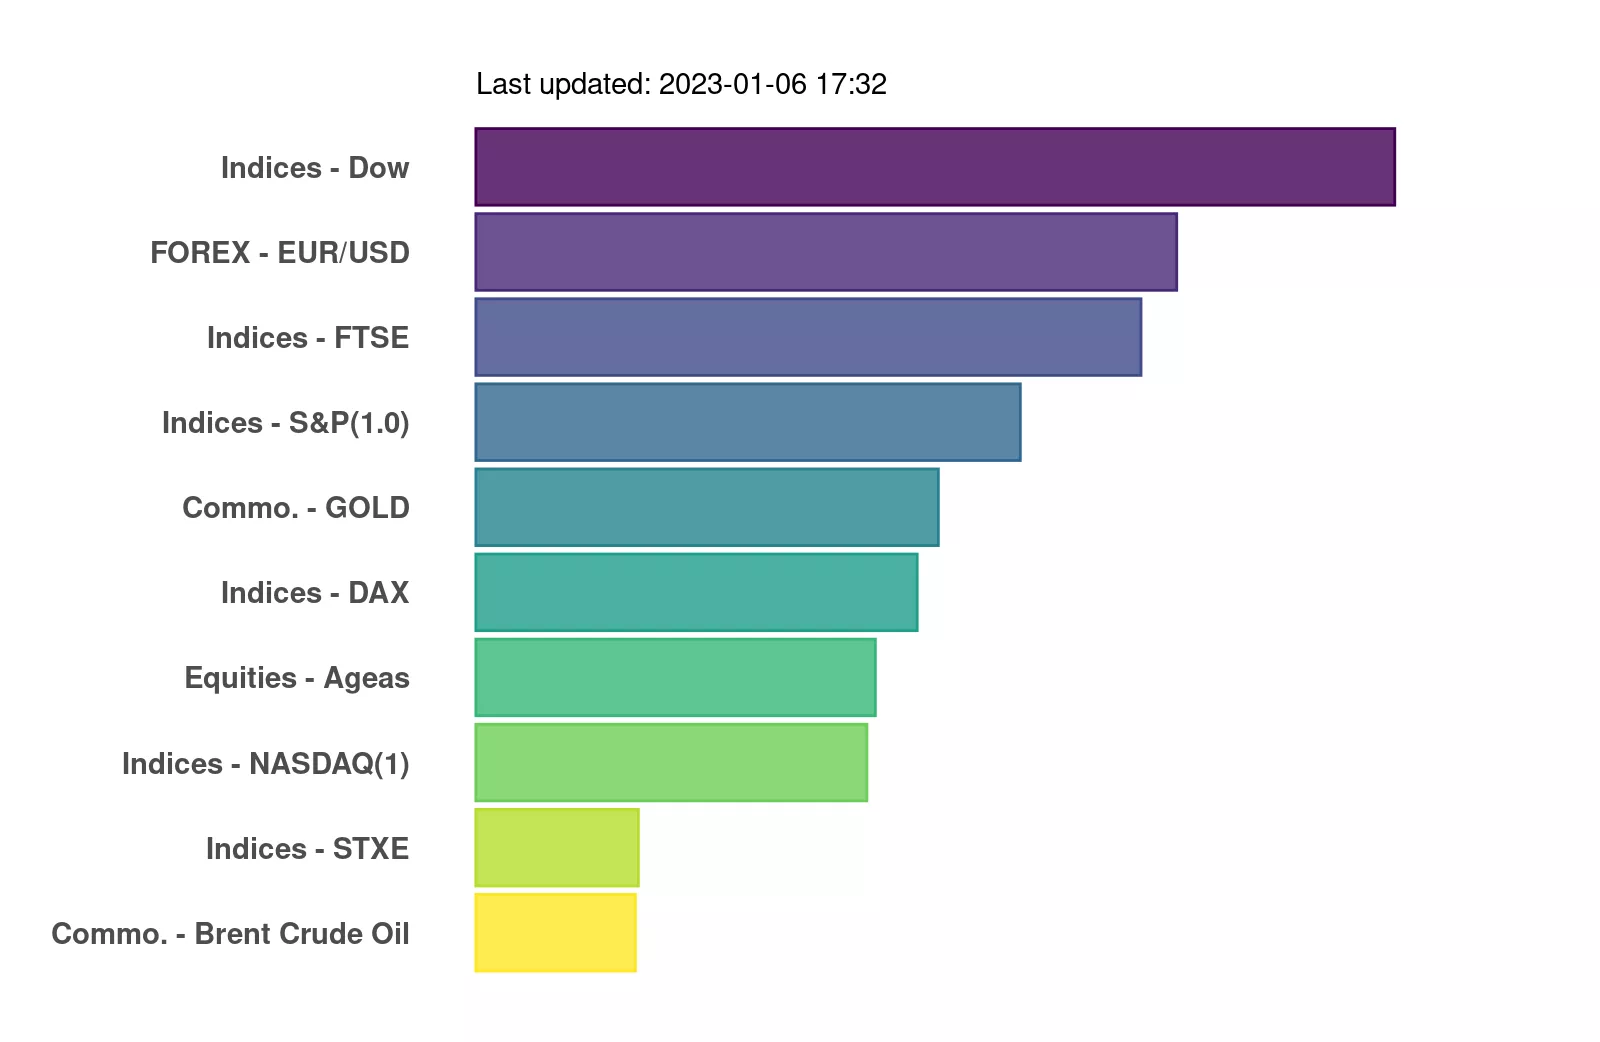 Last updated: 2023-01-06 17:32
Indices - Dow
FOREX - EUR/USD
Indices - FTSE
Indices - S&P(1.0)
Commo. - GOLD
Indices - DAX
Equities - Ageas
Indices - NASDAQ(1)
Indices - STXE
Commo. - Brent Crude Oil